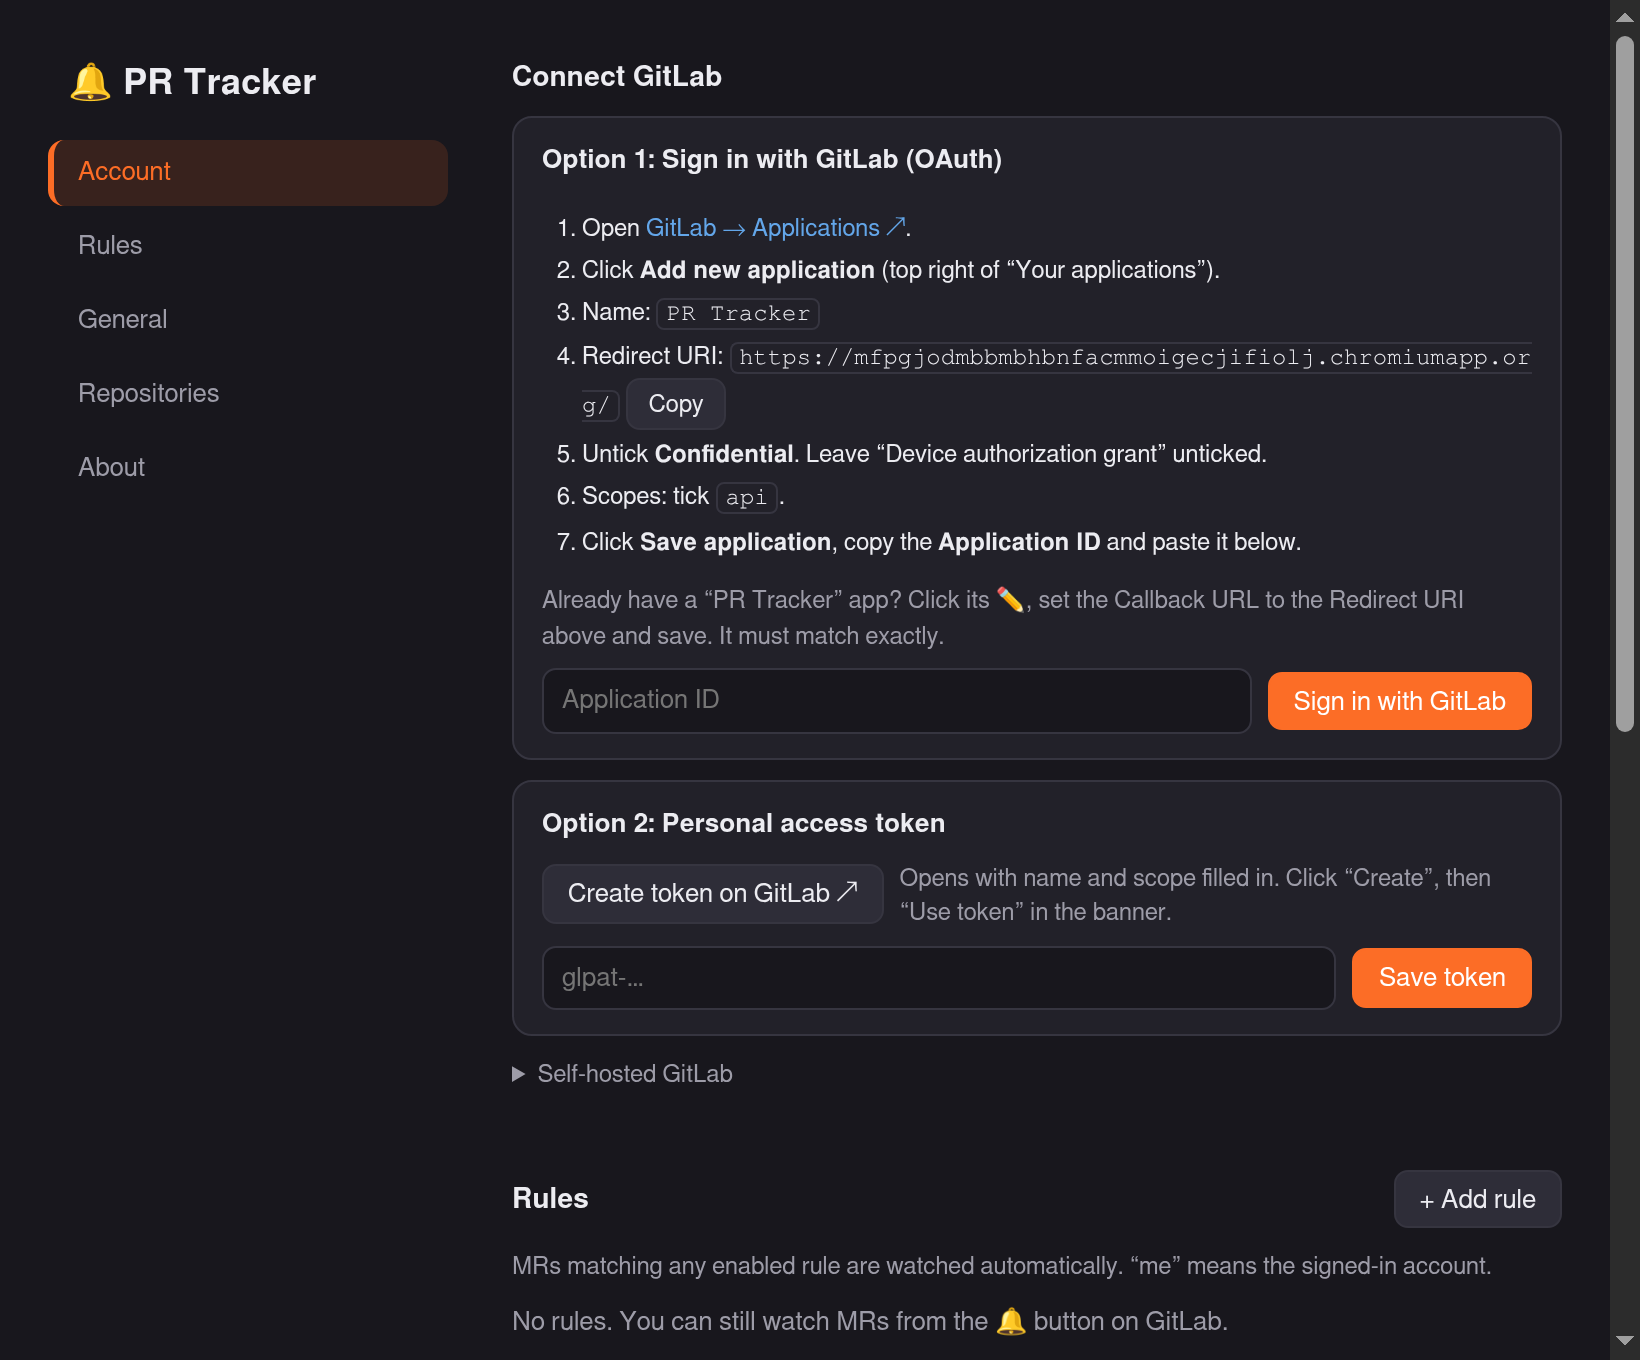 🔔 PR Tracker
Account
Rules
General
Repositories
About
Connect GitLab
Option 1: Sign in with GitLab (OAuth)
1. Open GitLab → Applications ↗.
2. Click Add new application (top right of “Your applications”).
3. Name: PR Tracker
4. Redirect URI: https://mfpgjodmbbmbhbnfacmmoigecjifiolj.chromiumapp.or
g/ Copy
5. Untick Confidential. Leave “Device authorization grant” unticked.
6. Scopes: tick api.
7. Click Save application, copy the Application ID and paste it below.
Already have a “PR Tracker” app? Click its ✏️, set the Callback URL to the Redirect URI
above and save. It must match exactly.
Application ID
Sign in with GitLab
Option 2: Personal access token
Create token on GitLab ↗
Opens with name and scope filled in. Click “Create”, then
“Use token” in the banner.
glpat-...
Save token
▶ Self-hosted GitLab
Rules
+ Add rule
MRs matching any enabled rule are watched automatically. “me” means the signed-in account.
No rules. You can still watch MRs from the 🔔 button on GitLab.